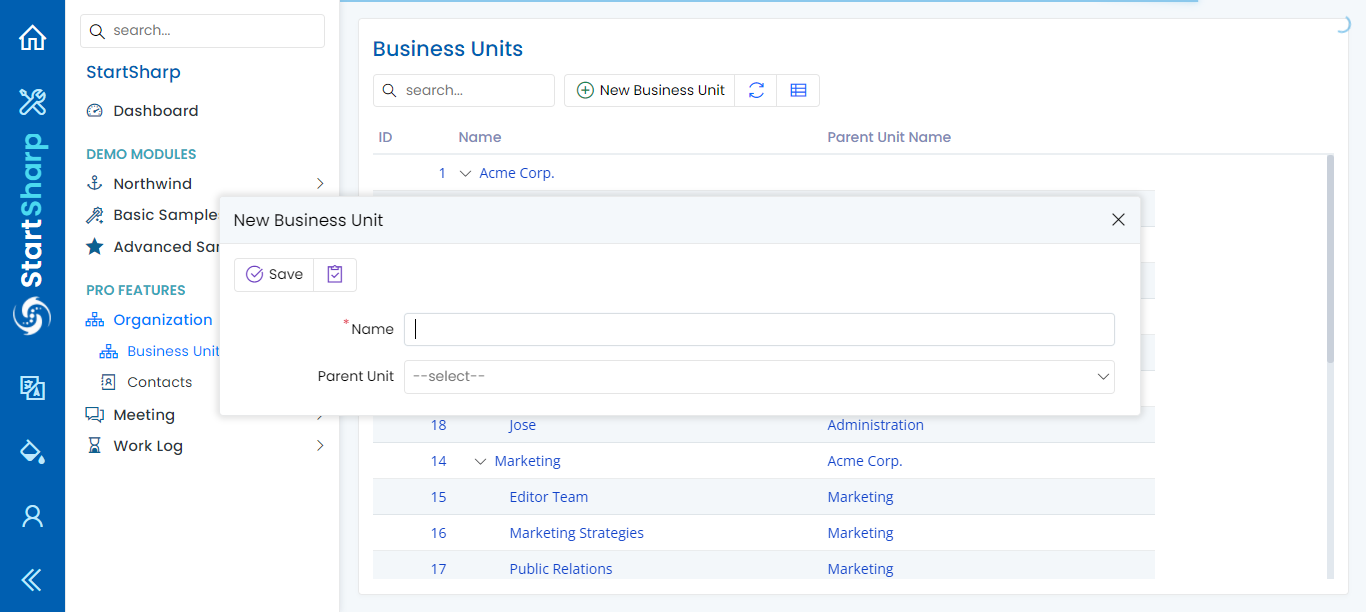 StartSharp
search...
StartSharp
Dashboard
DEMO MODULES
Northwind
Basic Sample
Advanced Sa
PRO FEATURES
Organization
Business Unit
Contacts
Meeting
Work Log
Business Units
search...
New Business Unit
ID Name Parent Unit Name
1 Acme Corp.
New Business Unit
Save
*Name
Parent Unit --select--
18 Jose Administration
14 Marketing Acme Corp.
15 Editor Team Marketing
16 Marketing Strategies Marketing
17 Public Relations Marketing